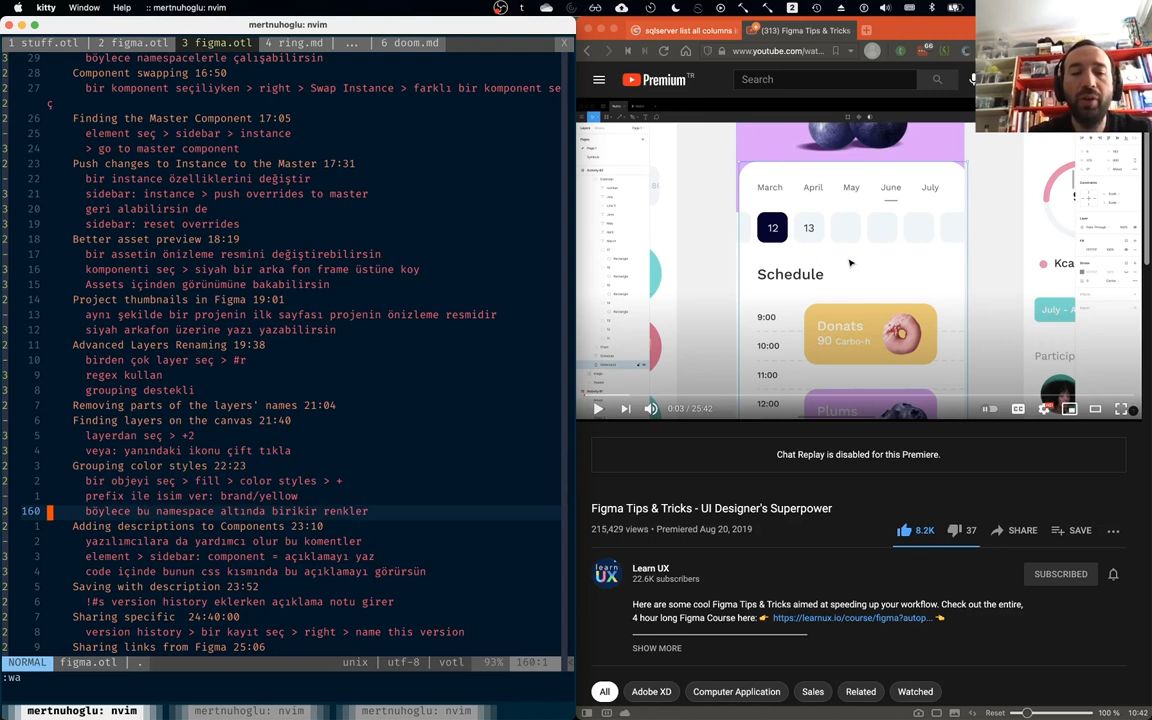 kitty Window Help :: mertnuhoglu: nvim
mertnuhoglu: nvim
1 stuff.otl 2 figma.otl 3 figma.otl 4 ring.md ... 6 doom.md X
29 böylece namespacelerle çalışabilirsin
28 Component swapping 16:50
27 bir komponent seçiliyken > right > Swap Instance > farklı bir komponent se
ç
26 Finding the Master Component 17:05
25 element seç > sidebar > instance
24 > go to master component
23 Push changes to Instance to the Master 17:31
22 bir instance özelliklerini değiştir
21 sidebar: instance > push overrides to master
20 geri alabilirsin de
19 sidebar: reset overrides
18 Better asset preview 18:19
17 bir assetin önizleme resmini değiştirebilirsin
16 komponenti seç > siyah bir arka fon frame üstüne koy
15 Assets içinden görünümüne bakabilirsin
14 Project thumbnails in Figma 19:01
13 aynı şekilde bir projenin ilk sayfası projenin önizleme resmidir
12 siyah arkafon üzerine yazı yazabilirsin
11 Advanced Layers Renaming 19:38
10 birden çok layer seç > #r
9 regex kullan
8 grouping destekli
7 Removing parts of the layers' names 21:04
6 Finding layers on the canvas 21:40
5 layerdan seç > +2
4 veya: yanındaki ikonu çift tıkla
3 Grouping color styles 22:23
2 bir objeyi seç > fill > color styles > +
1 prefix ile isim ver: brand/yellow
160 böylece bu namespace altında birikir renkler
1 Adding descriptions to Components 23:10
2 yazılımcılara da yardımcı olur bu komentler
3 element > sidebar: component = açıklamayı yaz
4 code içinde bunun css kısmında bu açıklamayı görürsün
5 Saving with description 23:52
6 !#s version history eklerken açıklama notu girer
7 Sharing specific 24:40:00
8 version history > bir kayıt seç > right > name this version
9 Sharing links from Figma 25:06
NORMAL figma.otl | . unix | utf-8 | votl 93% 160:1
:wa
mertnuhoglu: nvim mertnuhoglu: nvim mertnuhoglu: nvim
sqlserver list all columns i
(313) Figma Tips & Tricks
www.youtube.com/wat...
66
Premium TR
Search
March April May June July
12 13
Schedule
9:00
Donats
90 Carbo-h
10:00
11:00
12:00
Plums
Kca
July - A
Particip
0:03 / 25:42
CC
Chat Replay is disabled for this Premiere.
Figma Tips & Tricks - UI Designer's Superpower
215,429 views • Premiered Aug 20, 2019
8.2K 37 SHARE SAVE
learn UX
Learn UX
22.6K subscribers
SUBSCRIBED
Here are some cool Figma Tips & Tricks aimed at speeding up your workflow. Check out the entire,
4 hour long Figma Course here: 👉 https://learnux.io/course/figma?autop... 👈
SHOW MORE
All Adobe XD Computer Application Sales Related Watched
Reset 100 % 10:42